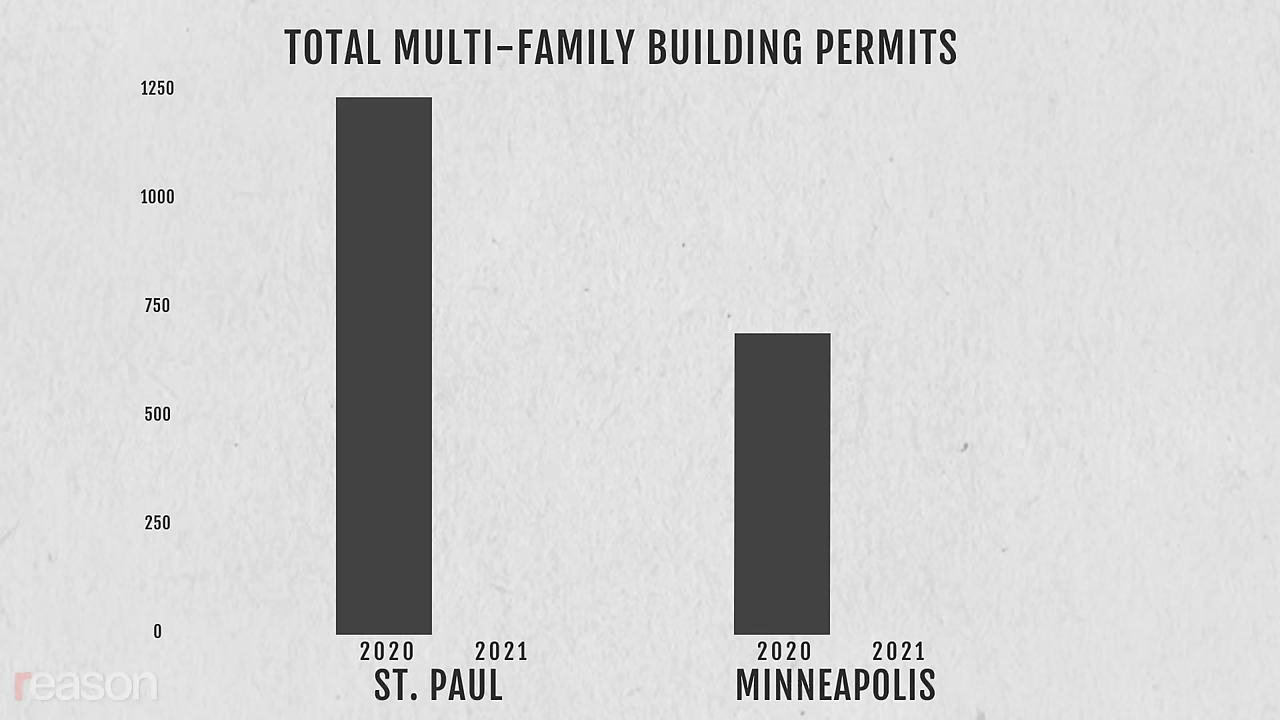 TOTAL MULTI-FAMILY BUILDING PERMITS
1250
1000
750
500
250
0
2020 2021 2020 2021
ST. PAUL MINNEAPOLIS
reason